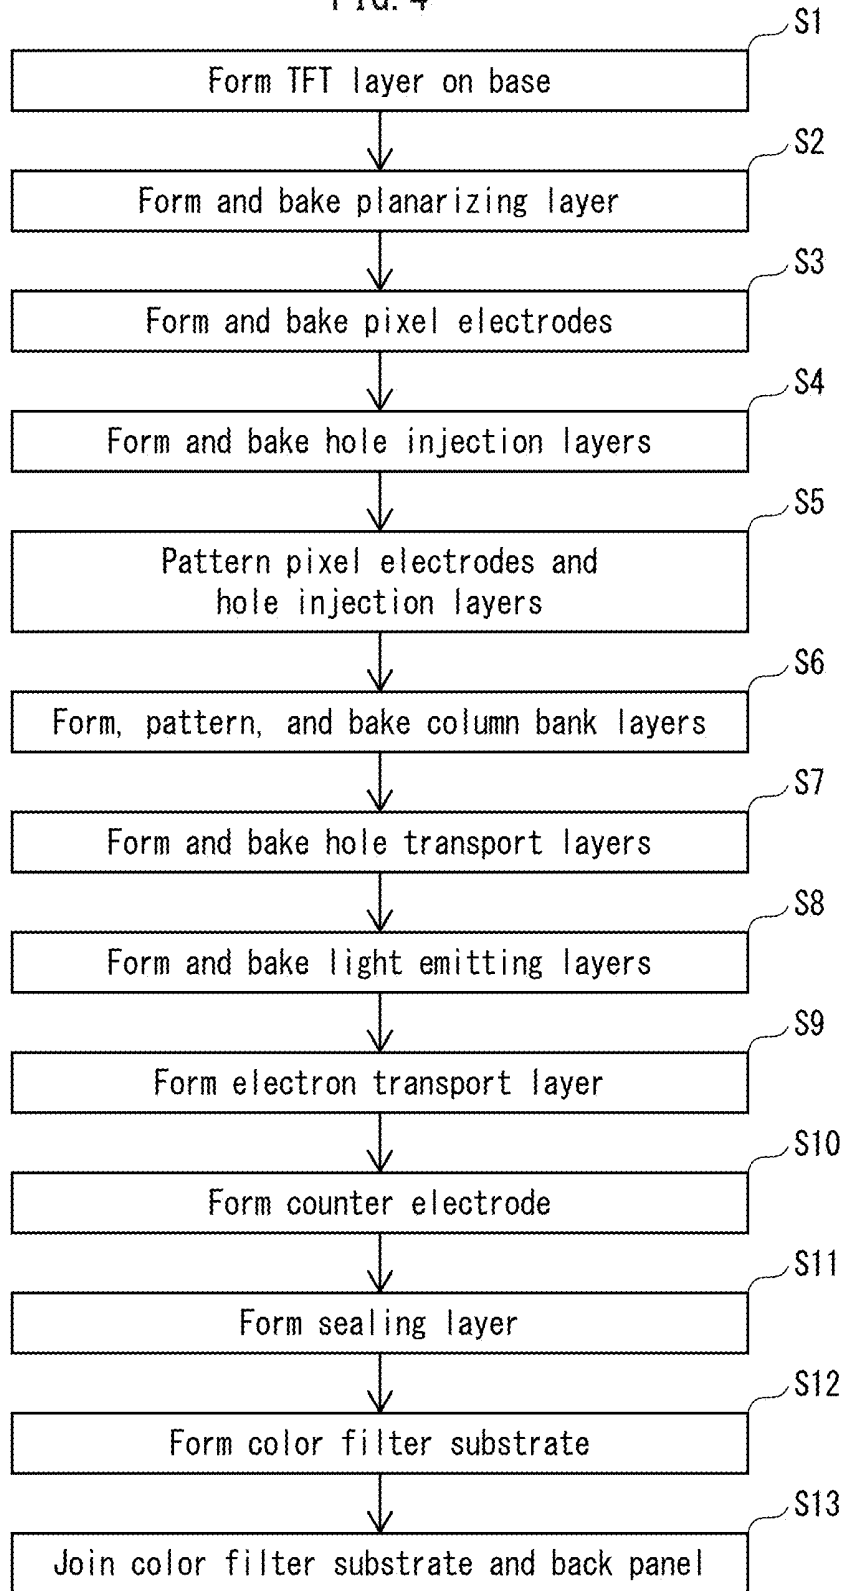 FIG. 4
S1
Form TFT layer on base
S2
Form and bake planarizing layer
S3
Form and bake pixel electrodes
S4
Form and bake hole injection layers
S5
Pattern pixel electrodes and
hole injection layers
S6
Form, pattern, and bake column bank layers
S7
Form and bake hole transport layers
S8
Form and bake light emitting layers
S9
Form electron transport layer
S10
Form counter electrode
S11
Form sealing layer
S12
Form color filter substrate
S13
Join color filter substrate and back panel